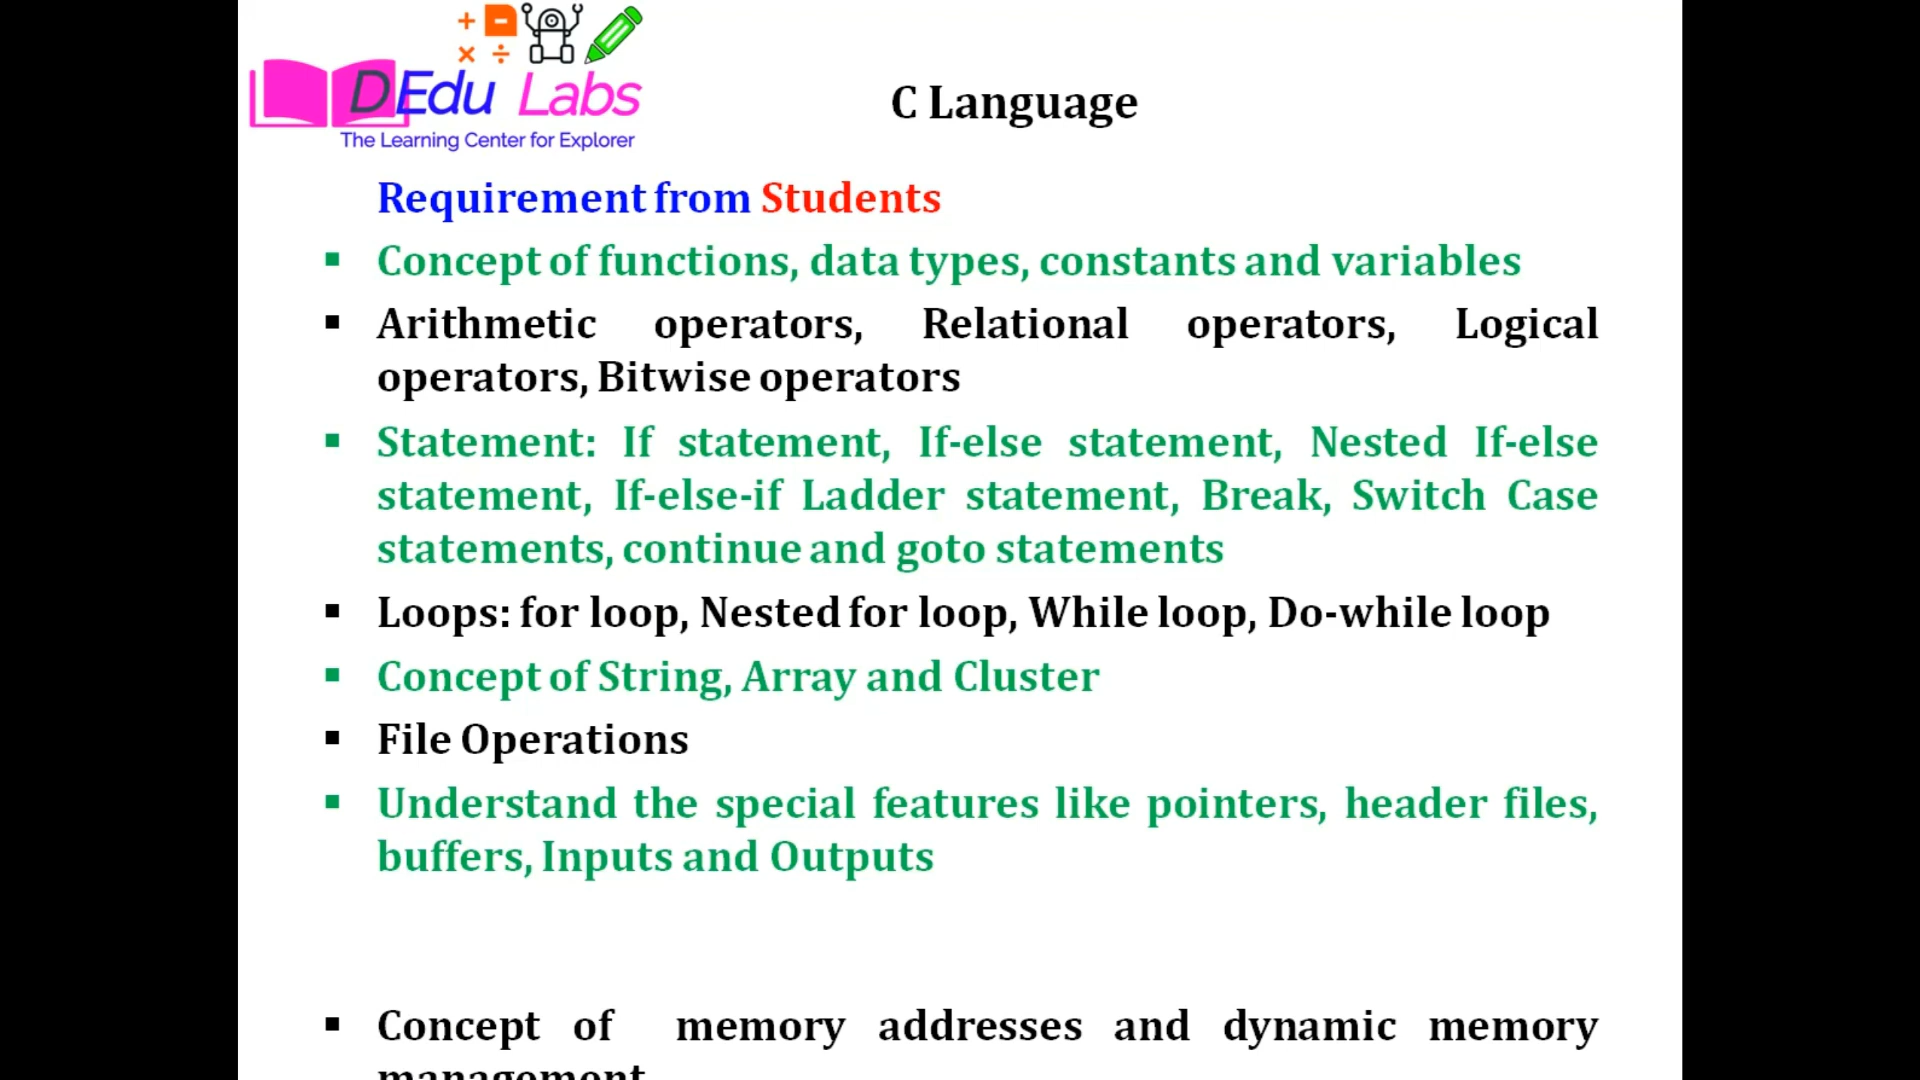 DEdu Labs
The Learning Center for Explorer
C Language
Requirement from Students
▪ Concept of functions, data types, constants and variables
▪ Arithmetic operators, Relational operators, Logical
operators, Bitwise operators
▪ Statement: If statement, If-else statement, Nested If-else
statement, If-else-if Ladder statement, Break, Switch Case
statements, continue and goto statements
▪ Loops: for loop, Nested for loop, While loop, Do-while loop
▪ Concept of String, Array and Cluster
▪ File Operations
▪ Understand the special features like pointers, header files,
buffers, Inputs and Outputs
▪ Concept of memory addresses and dynamic memory
management